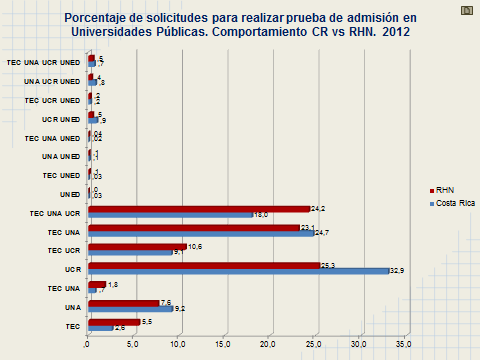 Porcentaje de solicitudes para realizar prueba de admisión en
Universidades Públicas. Comportamiento CR vs RHN. 2012
TEC UNA UCR UNED ,5 ,7
UNA UCR UNED ,4 ,8
TEC UCR UNED ,2 ,2
UCR UNED ,5 ,9
TEC UNA UNED ,04 ,02
UNA UNED ,1 ,1
TEC UNED ,1 ,03
UNED ,0 ,03
TEC UNA UCR 24,2 18,0
TEC UNA 23,1 24,7
TEC UCR 10,6 9,1
UCR 25,3 32,9
TEC UNA 1,8 ,7
UNA 7,6 9,2
TEC 5,5 2,6
,0 5,0 10,0 15,0 20,0 25,0 30,0 35,0
RHN
Costa Rica